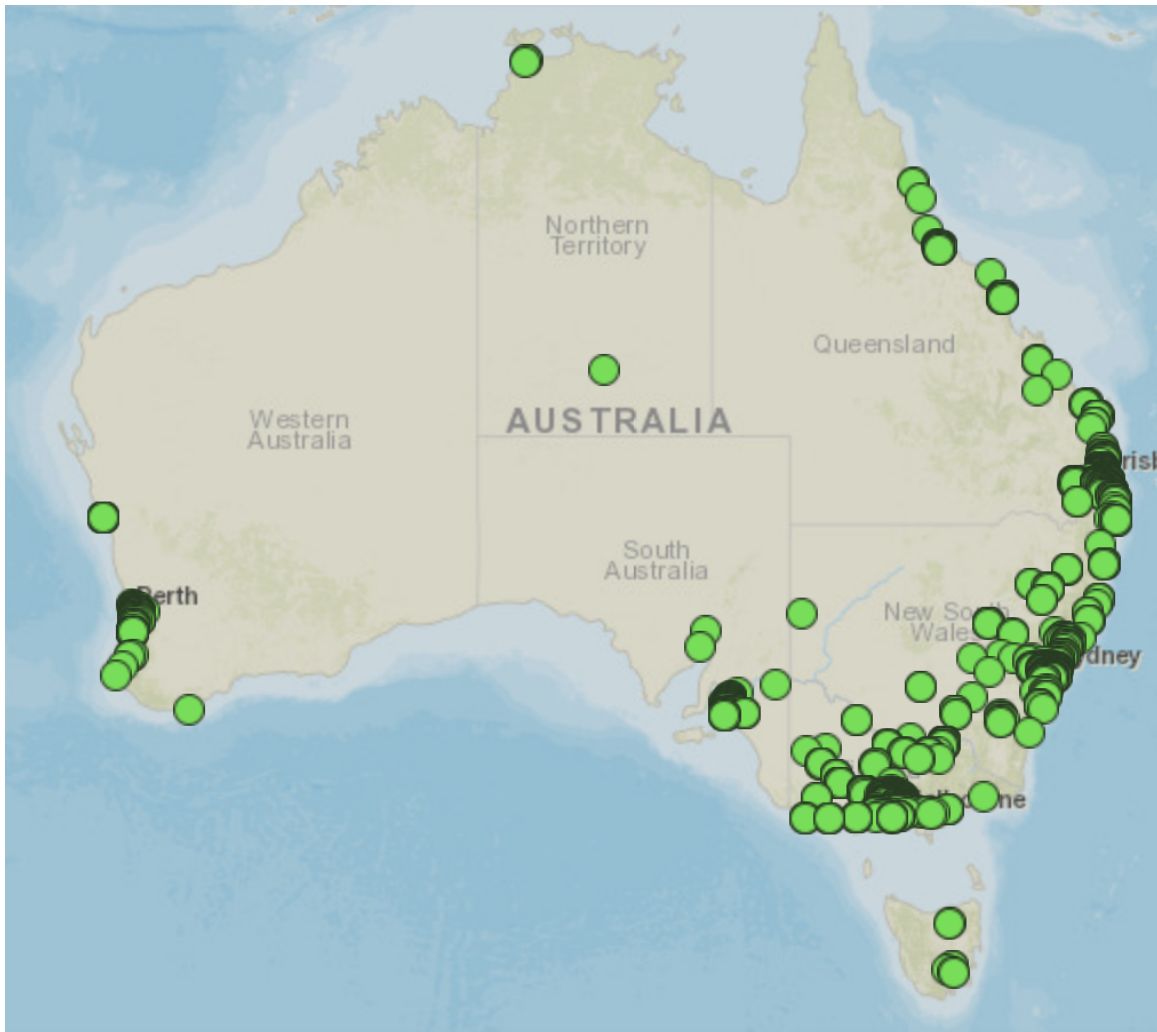 Northern
Territory
Queensland
Western
Australia
AUSTRALIA
South
Australia
Perth
New South
Wales